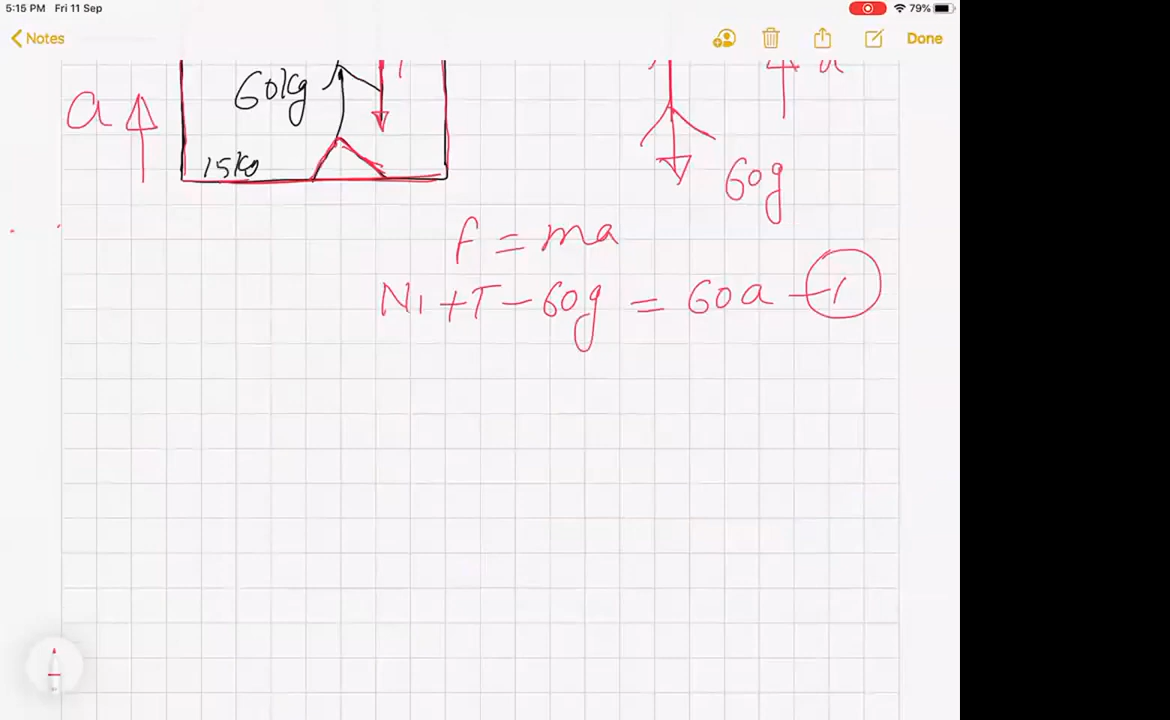 5:15 PM Fri 11 Sep
79%
Notes
Done
60kg
a
a
15kg
60g
f = ma
N1 + T - 60g = 60a - 1